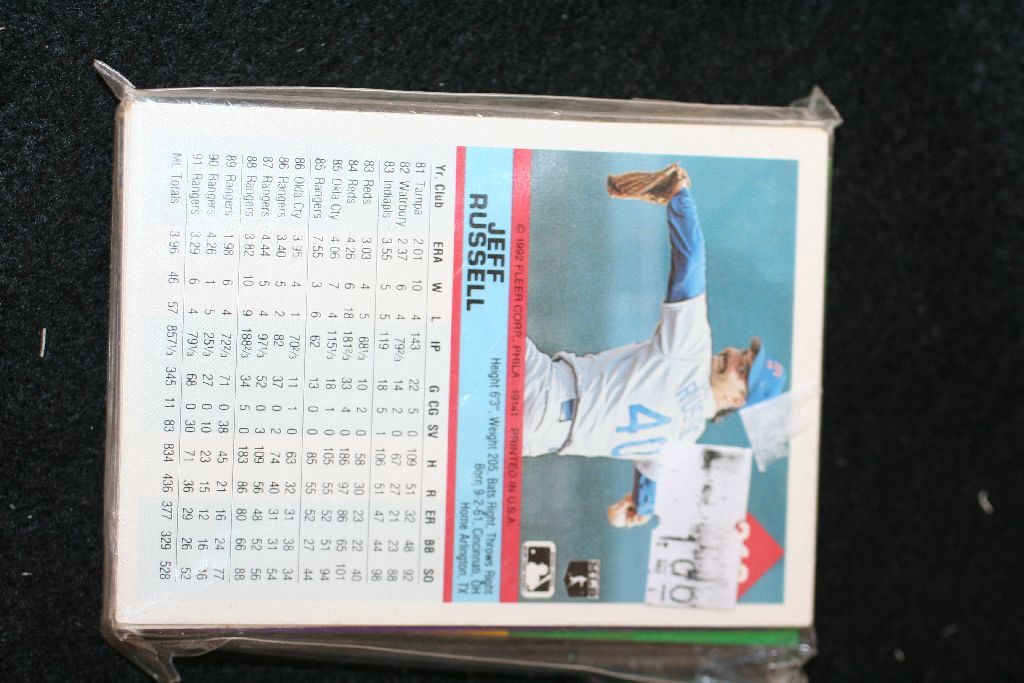 RUSS
40
1.00
© 1992 FLEER CORP., PHILA., 19141 PRINTED IN U.S.A.
JEFF
RUSSELL
Height 6'3", Weight 205, Bats Right, Throws Right
Born 9-2-61, Cincinnati, OH
Home Arlington, TX
Yr. Club ERA W L IP G CG SV H R ER BB SO
81 Tampa 2.01 10 4 143 22 5 0 109 51 32 48 92
82 Watrbury 2.37 6 4 79⅔ 14 2 0 67 27 21 23 88
83 Indiapls 3.55 5 5 119 18 5 1 106 51 47 44 98
83 Reds 3.03 4 5 68⅓ 10 2 0 58 30 23 22 40
84 Reds 4.26 6 18 181⅔ 33 4 0 186 97 86 65 101
85 Okla Cty 4.06 7 4 115⅓ 18 1 0 105 55 52 51 94
85 Rangers 7.55 3 6 62 13 0 0 85 55 52 27 44
86 Okla Cty 3.95 4 1 70⅔ 11 1 0 63 32 31 38 34
86 Rangers 3.40 5 2 82 37 0 2 74 40 31 31 54
87 Rangers 4.44 5 4 97⅓ 52 0 3 109 56 48 52 56
88 Rangers 3.82 10 9 188⅔ 34 5 0 183 86 80 66 88
89 Rangers 1.98 6 4 72⅔ 71 0 38 45 21 16 24 77
90 Rangers 4.26 1 5 25⅓ 27 0 10 23 15 12 16 16
91 Rangers 3.29 6 4 79⅓ 68 0 30 71 36 29 26 52
ML Totals 3.96 46 57 857⅓ 345 11 83 834 436 377 329 528